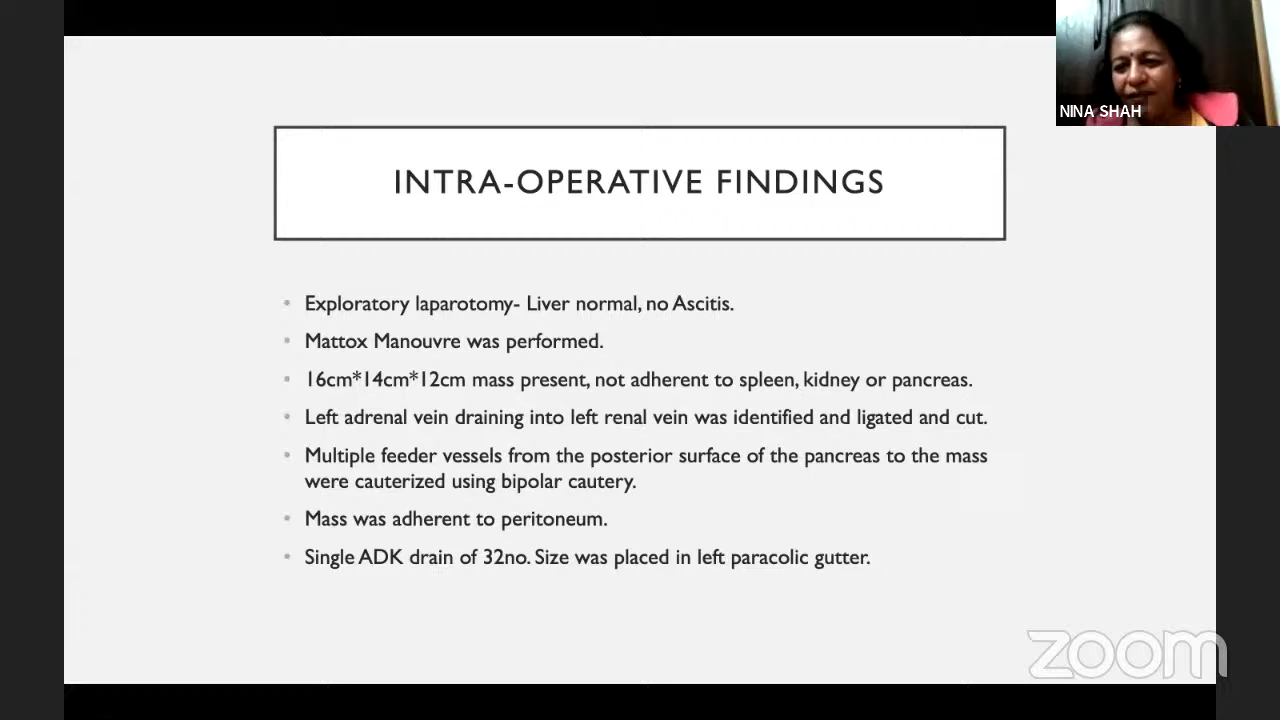 NINA SHAH
INTRA-OPERATIVE FINDINGS
• Exploratory laparotomy- Liver normal, no Ascitis.
• Mattox Manouvre was performed.
• 16cm*14cm*12cm mass present, not adherent to spleen, kidney or pancreas.
• Left adrenal vein draining into left renal vein was identified and ligated and cut.
• Multiple feeder vessels from the posterior surface of the pancreas to the mass
were cauterized using bipolar cautery.
• Mass was adherent to peritoneum.
• Single ADK drain of 32no. Size was placed in left paracolic gutter.
zoom